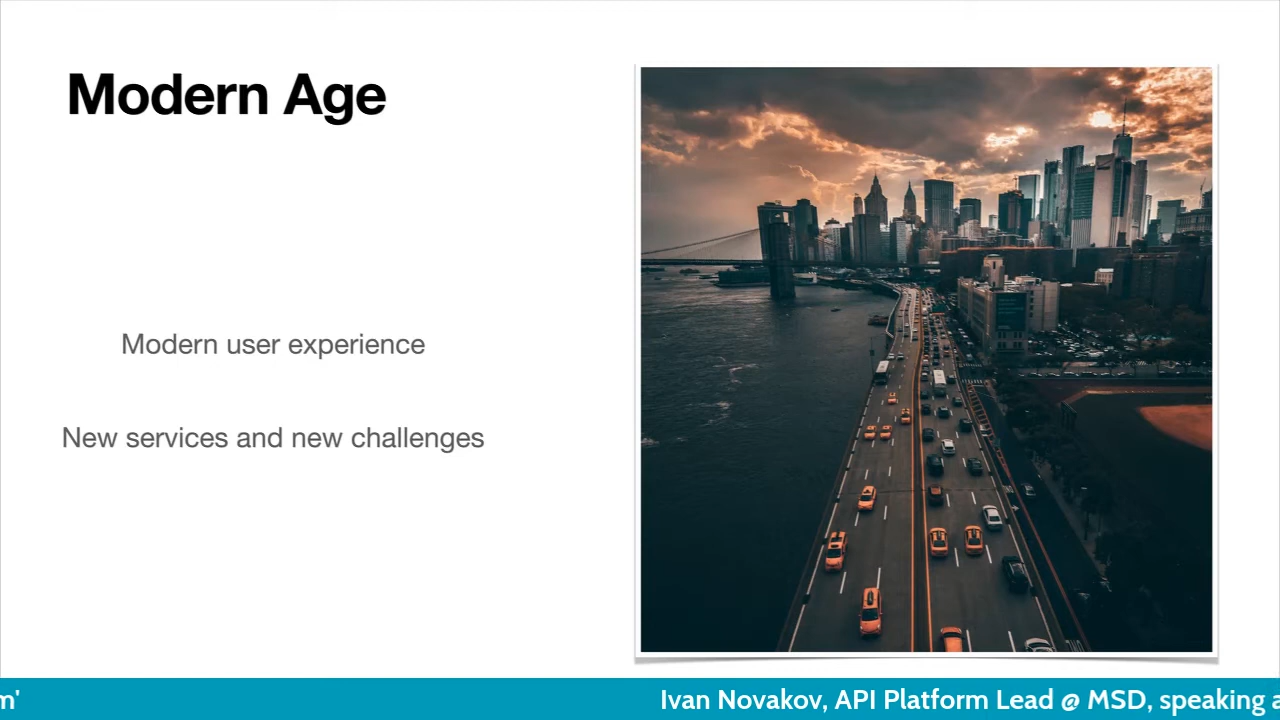 Modern Age
Modern user experience
New services and new challenges
m' Ivan Novakov, API Platform Lead @ MSD, speaking a